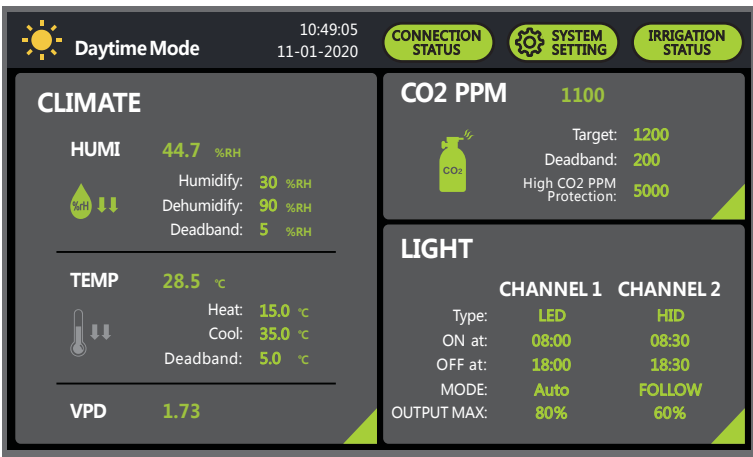 Daytime Mode
10:49:05
11-01-2020
CONNECTION
STATUS
SYSTEM
SETTING
IRRIGATION
STATUS
CLIMATE
HUMI 44.7 %RH
%rH
Humidify: 30 %RH
Dehumidify: 90 %RH
Deadband: 5 %RH
TEMP 28.5 °C
Heat: 15.0 °C
Cool: 35.0 °C
Deadband: 5.0 °C
VPD 1.73
CO2 PPM 1100
CO2
Target: 1200
Deadband: 200
High CO2 PPM
Protection: 5000
LIGHT
CHANNEL 1 CHANNEL 2
Type: LED HID
ON at: 08:00 08:30
OFF at: 18:00 18:30
MODE: Auto FOLLOW
OUTPUT MAX: 80% 60%